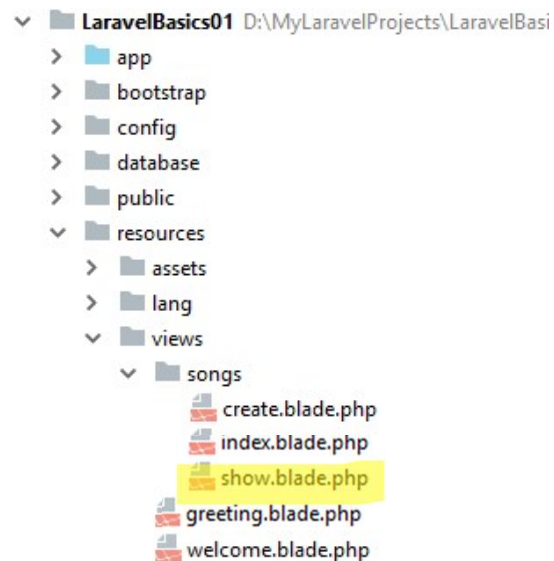 LaravelBasics01 D:\MyLaravelProjects\LaravelBasi
app
bootstrap
config
database
public
resources
assets
lang
views
songs
create.blade.php
index.blade.php
show.blade.php
greeting.blade.php
welcome.blade.php